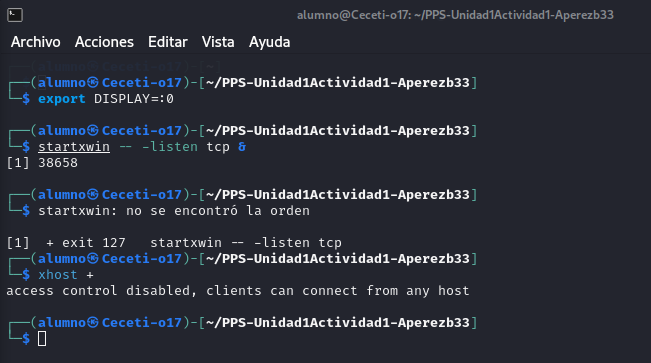 alumno@Ceceti-o17: ~/PPS-Unidad1Actividad1-Aperezb33
Archivo Acciones Editar Vista Ayuda
┌──(alumno㉿Ceceti-o17)-[~/PPS-Unidad1Actividad1-Aperezb33]
└─$ export DISPLAY=:0
┌──(alumno㉿Ceceti-o17)-[~/PPS-Unidad1Actividad1-Aperezb33]
└─$ startxwin -- -listen tcp &
[1] 38658
┌──(alumno㉿Ceceti-o17)-[~/PPS-Unidad1Actividad1-Aperezb33]
└─$ startxwin: no se encontró la orden
[1]  + exit 127   startxwin -- -listen tcp
┌──(alumno㉿Ceceti-o17)-[~/PPS-Unidad1Actividad1-Aperezb33]
└─$ xhost +
access control disabled, clients can connect from any host
┌──(alumno㉿Ceceti-o17)-[~/PPS-Unidad1Actividad1-Aperezb33]
└─$